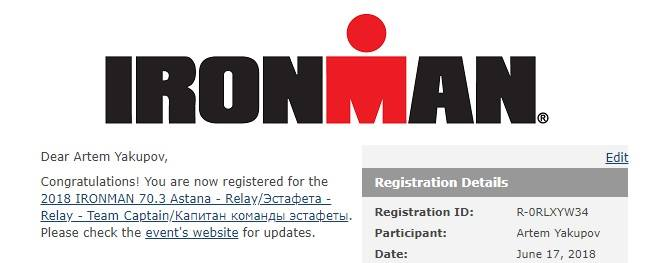 IRONMAN®
Dear Artem Yakupov,
Congratulations! You are now registered for the
2018 IRONMAN 70.3 Astana - Relay/Эстафета -
Relay - Team Captain/Капитан команды эстафеты.
Please check the event's website for updates.
Edit
Registration Details
Registration ID: R-0RLXYW34
Participant: Artem Yakupov
Date: June 17, 2018